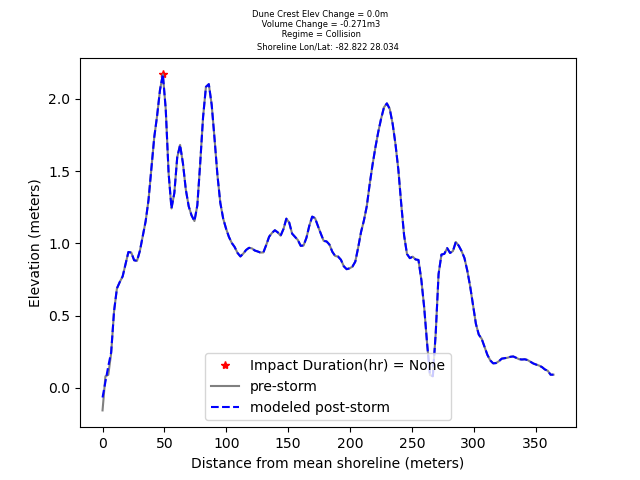 Dune Crest Elev Change = 0.0m
Volume Change = -0.271m3
Regime = Collision
Shoreline Lon/Lat: -82.822 28.034
2.0
1.5
1.0
0.5
0.0
Elevation (meters)
Impact Duration(hr) = None
pre-storm
modeled post-storm
0 50 100 150 200 250 300 350
Distance from mean shoreline (meters)